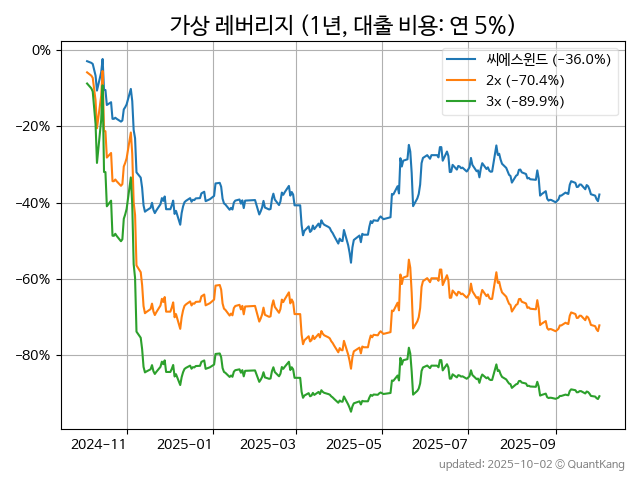 가상 레버리지 (1년, 대출 비용: 연 5%)
씨에스윈드 (−36.0%)
2x (−70.4%)
3x (−89.9%)
0%
−20%
−40%
−60%
−80%
2024-11 2025-01 2025-03 2025-05 2025-07 2025-09
updated: 2025-10-02 © QuantKang